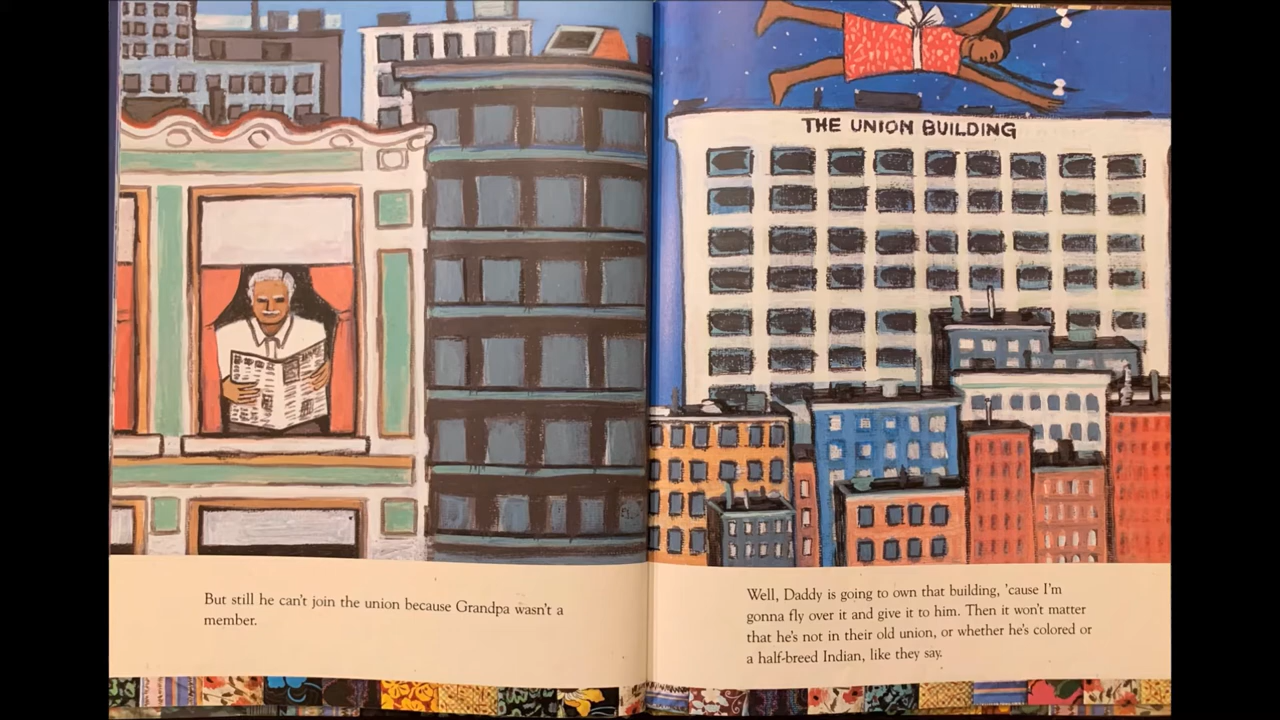 THE UNION BUILDING
But still he can't join the union because Grandpa wasn't a
member.
Well, Daddy is going to own that building, 'cause I'm
gonna fly over it and give it to him. Then it won't matter
that he's not in their old union, or whether he's colored or
a half-breed Indian, like they say.